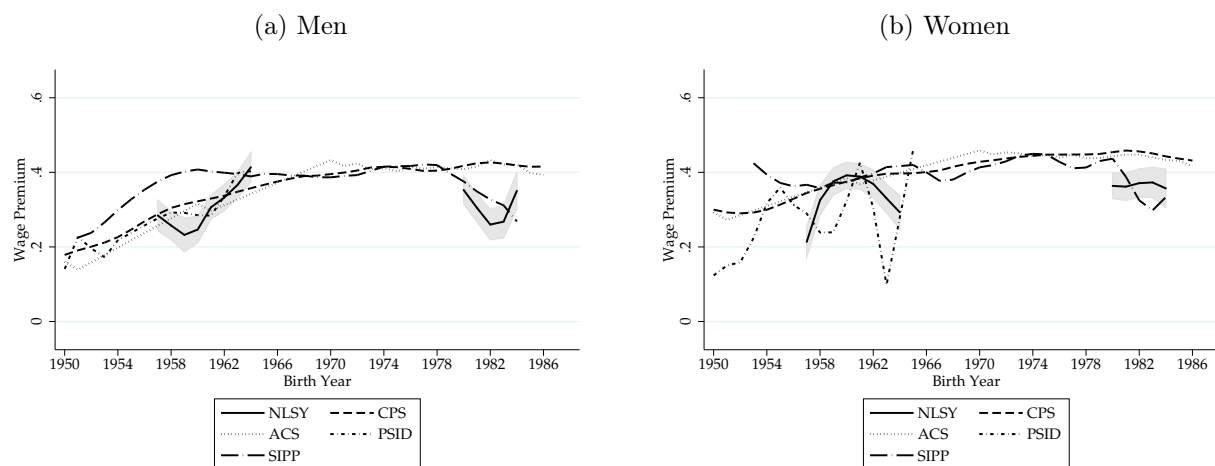 (a) Men
Wage Premium
0 .2 .4 .6
1950 1954 1958 1962 1966 1970 1974 1978 1982 1986
Birth Year
NLSY CPS
ACS PSID
SIPP
(b) Women
Wage Premium
0 .2 .4 .6
1950 1954 1958 1962 1966 1970 1974 1978 1982 1986
Birth Year
NLSY CPS
ACS PSID
SIPP